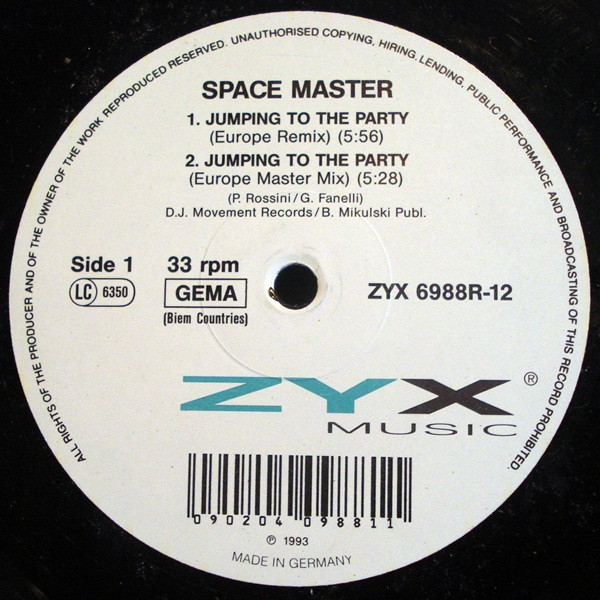 ALL RIGHTS OF THE PRODUCER AND OF THE OWNER OF THE WORK REPRODUCED RESERVED. UNAUTHORISED COPYING, HIRING, LENDING, PUBLIC PERFORMANCE AND BROADCASTING OF THIS RECORD PROHIBITED.
SPACE MASTER
1. JUMPING TO THE PARTY
(Europe Remix) (5:56)
2. JUMPING TO THE PARTY
(Europe Master Mix) (5:28)
(P. Rossini/G. Fanelli)
D.J. Movement Records/B. Mikulski Publ.
Side 1 33 rpm
LC 6350 GEMA ZYX 6988R-12
(Biem Countries)
ZYX ®
MUSIC
090204 098811
℗ 1993
MADE IN GERMANY